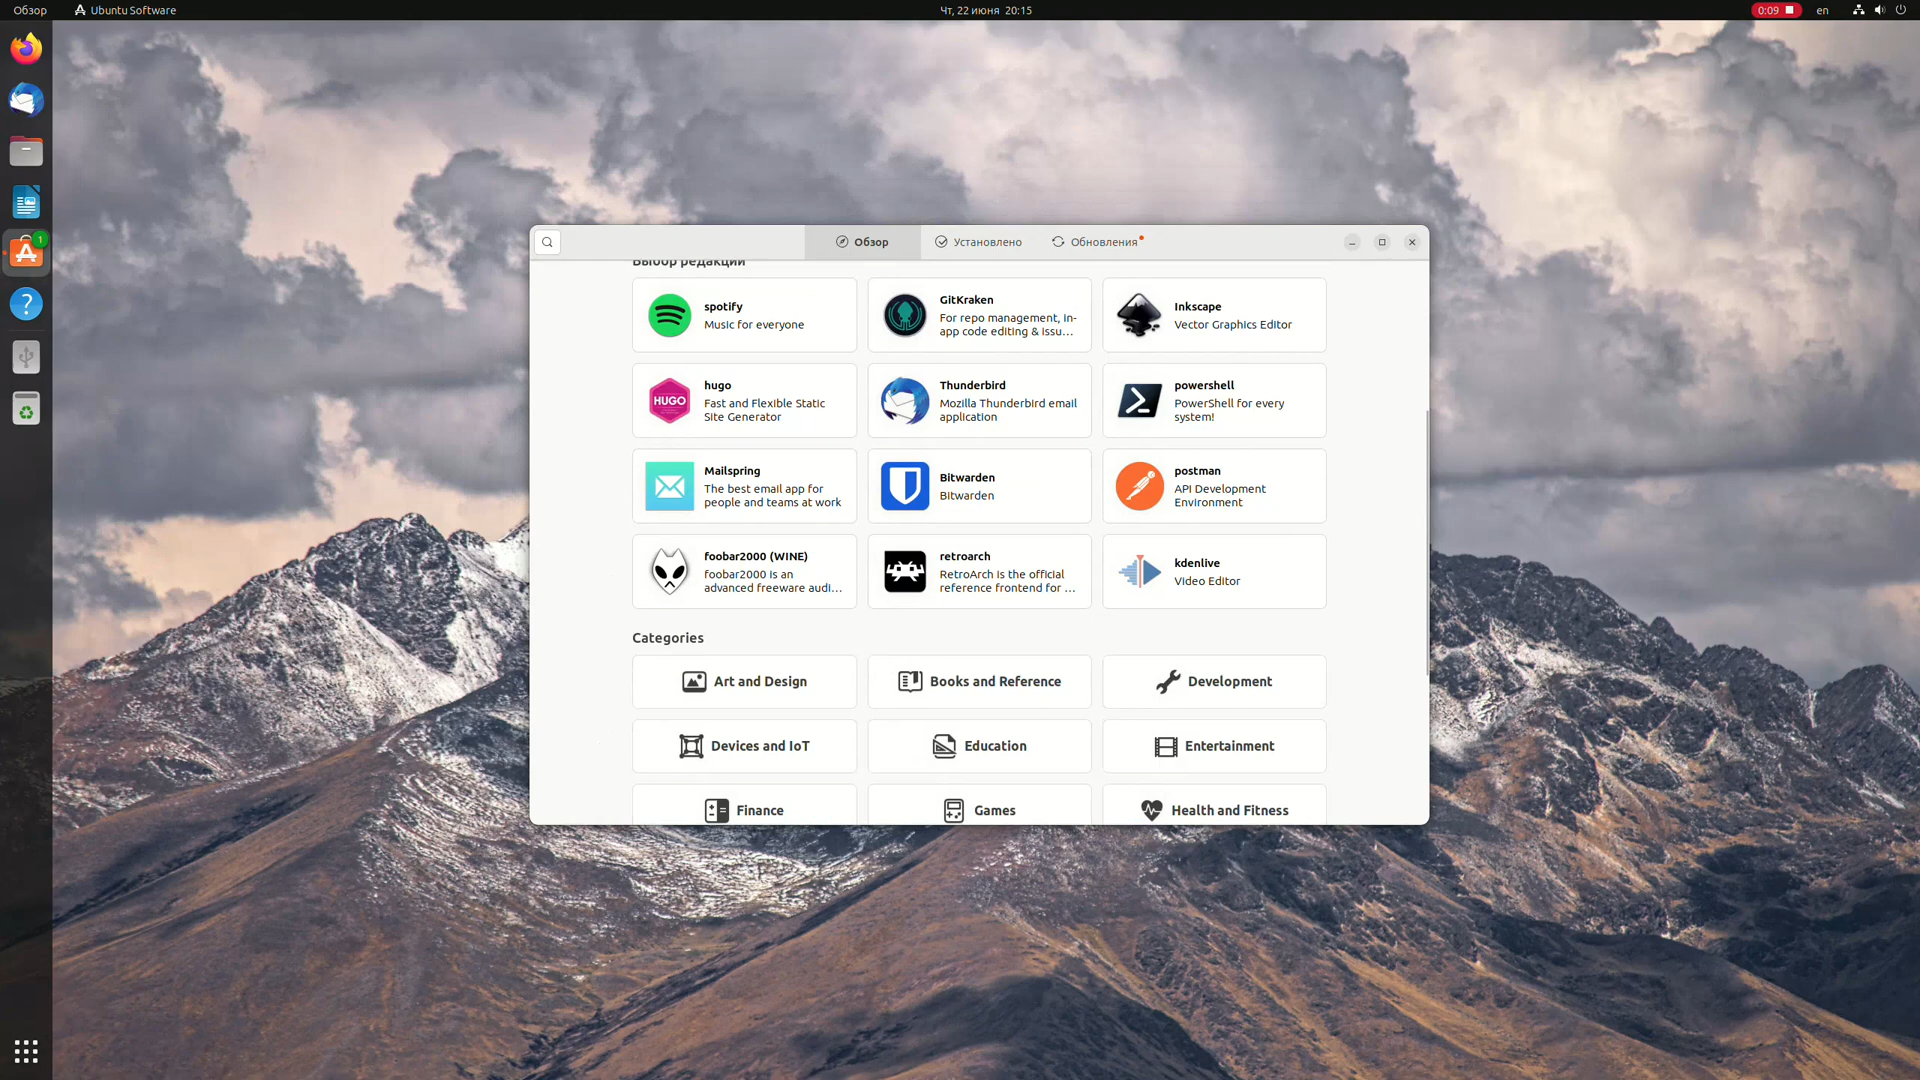 Обзор
Ubuntu Software
Чт, 22 июня 20:15
0:09
en
1
Обзор
Установлено
Обновления
Выбор редакции
spotify
Music for everyone
GitKraken
For repo management, in-
app code editing & issu…
Inkscape
Vector Graphics Editor
HUGO
hugo
Fast and Flexible Static
Site Generator
Thunderbird
Mozilla Thunderbird email
application
powershell
PowerShell for every
system!
Mailspring
The best email app for
people and teams at work
Bitwarden
Bitwarden
postman
API Development
Environment
foobar2000 (WINE)
foobar2000 is an
advanced freeware audi…
retroarch
RetroArch is the official
reference frontend for …
kdenlive
Video Editor
Categories
Art and Design
Books and Reference
Development
Devices and IoT
Education
Entertainment
Finance
Games
Health and Fitness